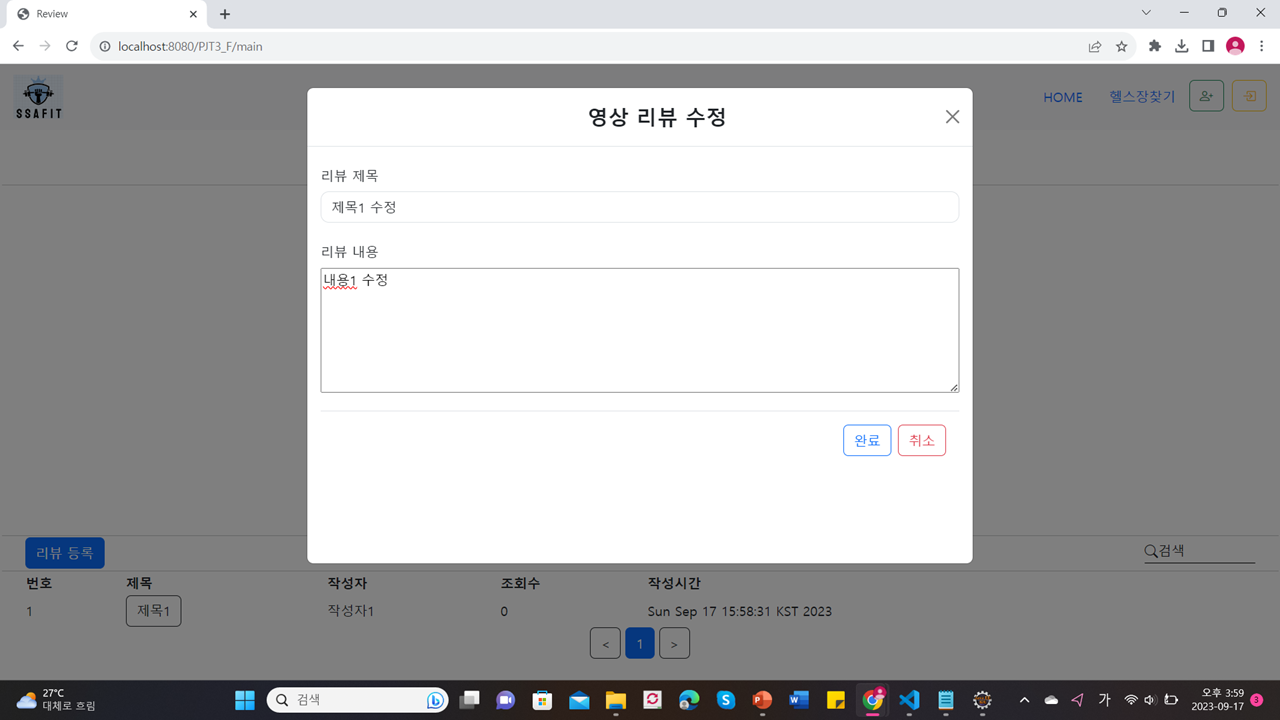 Review
localhost:8080/PJT3_F/main
SSAFIT
HOME
헬스장찾기
영상 리뷰 수정
리뷰 제목
제목1 수정
리뷰 내용
내용1 수정
완료
취소
리뷰 등록
검색
번호 제목 작성자 조회수 작성시간
1 제목1 작성자1 0 Sun Sep 17 15:58:31 KST 2023
< 1 >
27°C
대체로 흐림
검색
가
오후 3:59
2023-09-17
3